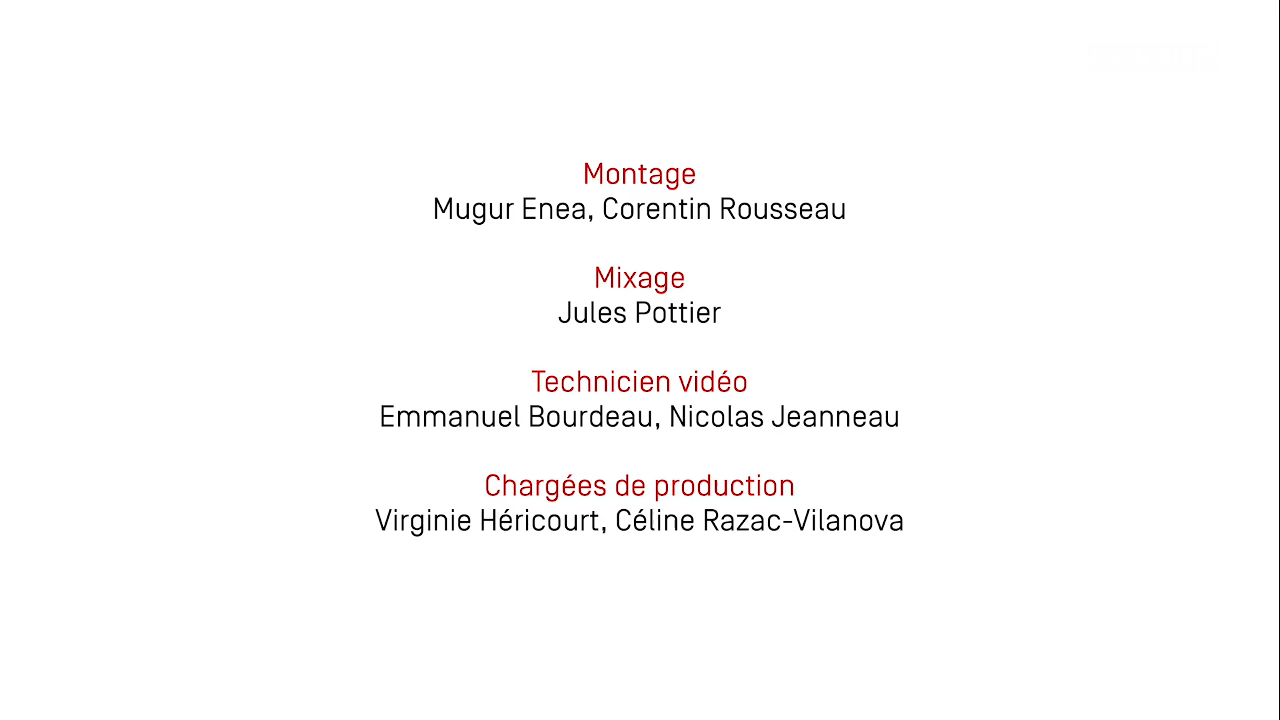 Montage
Mugur Enea, Corentin Rousseau
Mixage
Jules Pottier
Technicien vidéo
Emmanuel Bourdeau, Nicolas Jeanneau
Chargées de production
Virginie Héricourt, Céline Razac-Vilanova